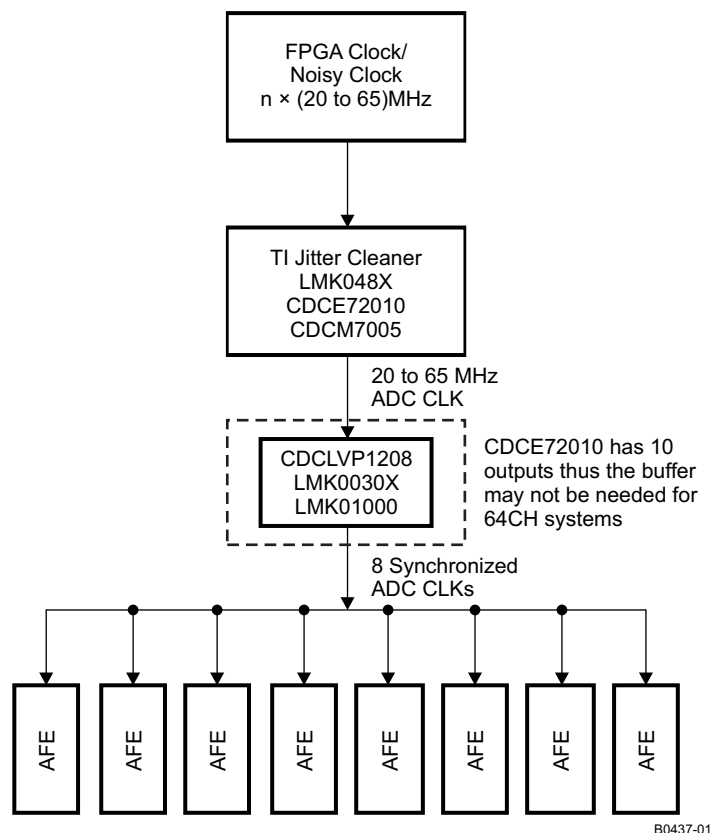 FPGA Clock/
Noisy Clock
n × (20 to 65)MHz
TI Jitter Cleaner
LMK048X
CDCE72010
CDCM7005
20 to 65 MHz
ADC CLK
CDCLVP1208
LMK0030X
LMK01000
CDCE72010 has 10
outputs thus the buffer
may not be needed for
64CH systems
8 Synchronized
ADC CLKs
AFE
AFE
AFE
AFE
AFE
AFE
AFE
AFE
B0437-01